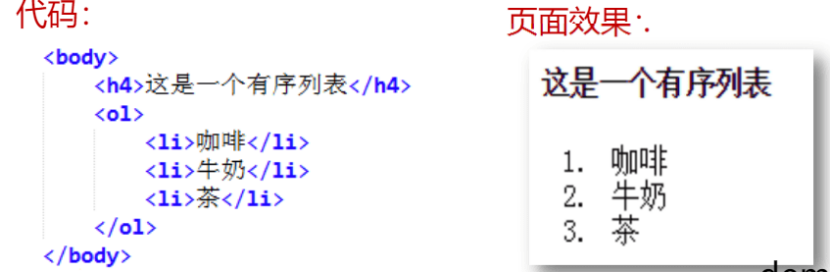 代码：
<body>
<h4>这是一个有序列表</h4>
<ol>
<li>咖啡</li>
<li>牛奶</li>
<li>茶</li>
</ol>
</body>
页面效果：.
这是一个有序列表
1. 咖啡
2. 牛奶
3. 茶